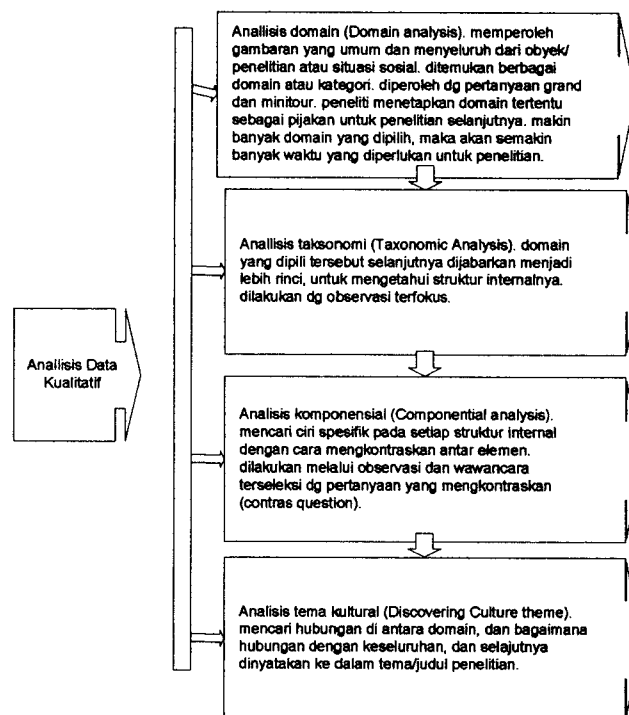 Anallisis domain (Domain analysis). memperoleh
gambaran yang umum dan menyeluruh dari obyek/
penelitian atau situasi sosial. ditemukan berbagai
domain atau kategori. diperoleh dg pertanyaan grand
dan minitour. peneliti menetapkan domain tertentu
sebagai pijakan untuk penelitian selanjutnya. makin
banyak domain yang dipilih, maka akan semakin
banyak waktu yang diperlukan untuk penelitian.
Anallisis taksonomi (Taxonomic Analysis). domain
yang dipili tersebut selanjutnya dijabarkan menjadi
lebih rinci, untuk mengetahui struktur internalnya.
dilakukan dg observasi terfokus.
Anallisis Data
Kualitatif
Analisis komponensial (Componential analysis).
mencari ciri spesifik pada setiap struktur internal
dengan cara mengkontraskan antar elemen.
dilakukan melalui observasi dan wawancara
terseleksi dg pertanyaan yang mengkontraskan
(contras question).
Analisis tema kultural (Discovering Culture theme).
mencari hubungan di antara domain, dan bagaimana
hubungan dengan keseluruhan, dan selajutnya
dinyatakan ke dalam tema/judul penelitian.